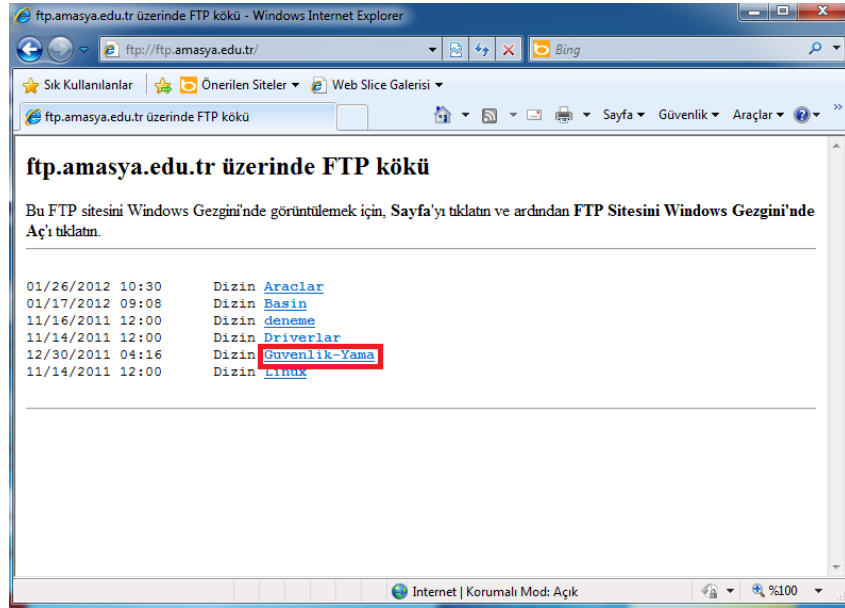 ftp.amasya.edu.tr üzerinde FTP kökü - Windows Internet Explorer
ftp://ftp.amasya.edu.tr/
Bing
Sık Kullanılanlar
Önerilen Siteler
Web Slice Galerisi
ftp.amasya.edu.tr üzerinde FTP kökü
Sayfa
Güvenlik
Araçlar
ftp.amasya.edu.tr üzerinde FTP kökü
Bu FTP sitesini Windows Gezgini'nde görüntülemek için, Sayfa'yı tıklatın ve ardından FTP Sitesini Windows Gezgini'nde
Aç'ı tıklatın.
01/26/2012 10:30 Dizin Araclar
01/17/2012 09:08 Dizin Basin
11/16/2011 12:00 Dizin deneme
11/14/2011 12:00 Dizin Driverlar
12/30/2011 04:16 Dizin Guvenlik-Yama
11/14/2011 12:00 Dizin Linux
Internet | Korumalı Mod: Açık
%100